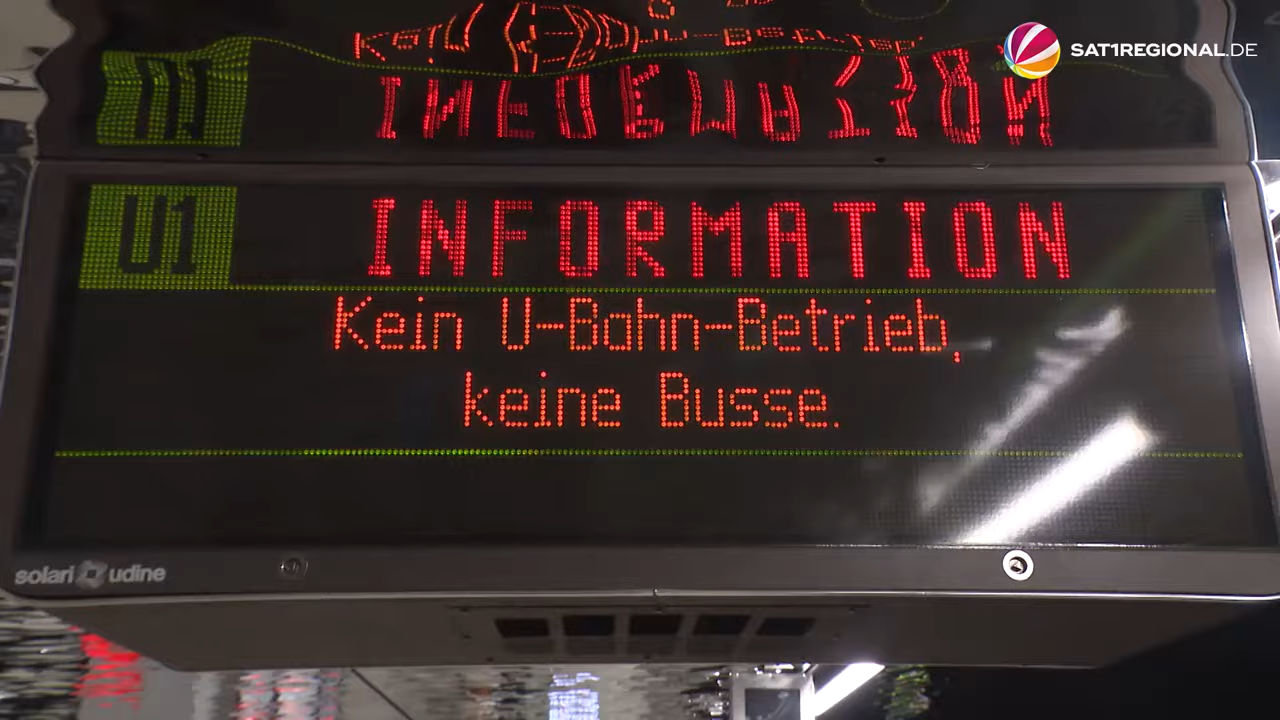 SAT1REGIONAL.DE
U1
INFORMATION
Kein U-Bahn-Betrieb,
keine Busse.
solari udine